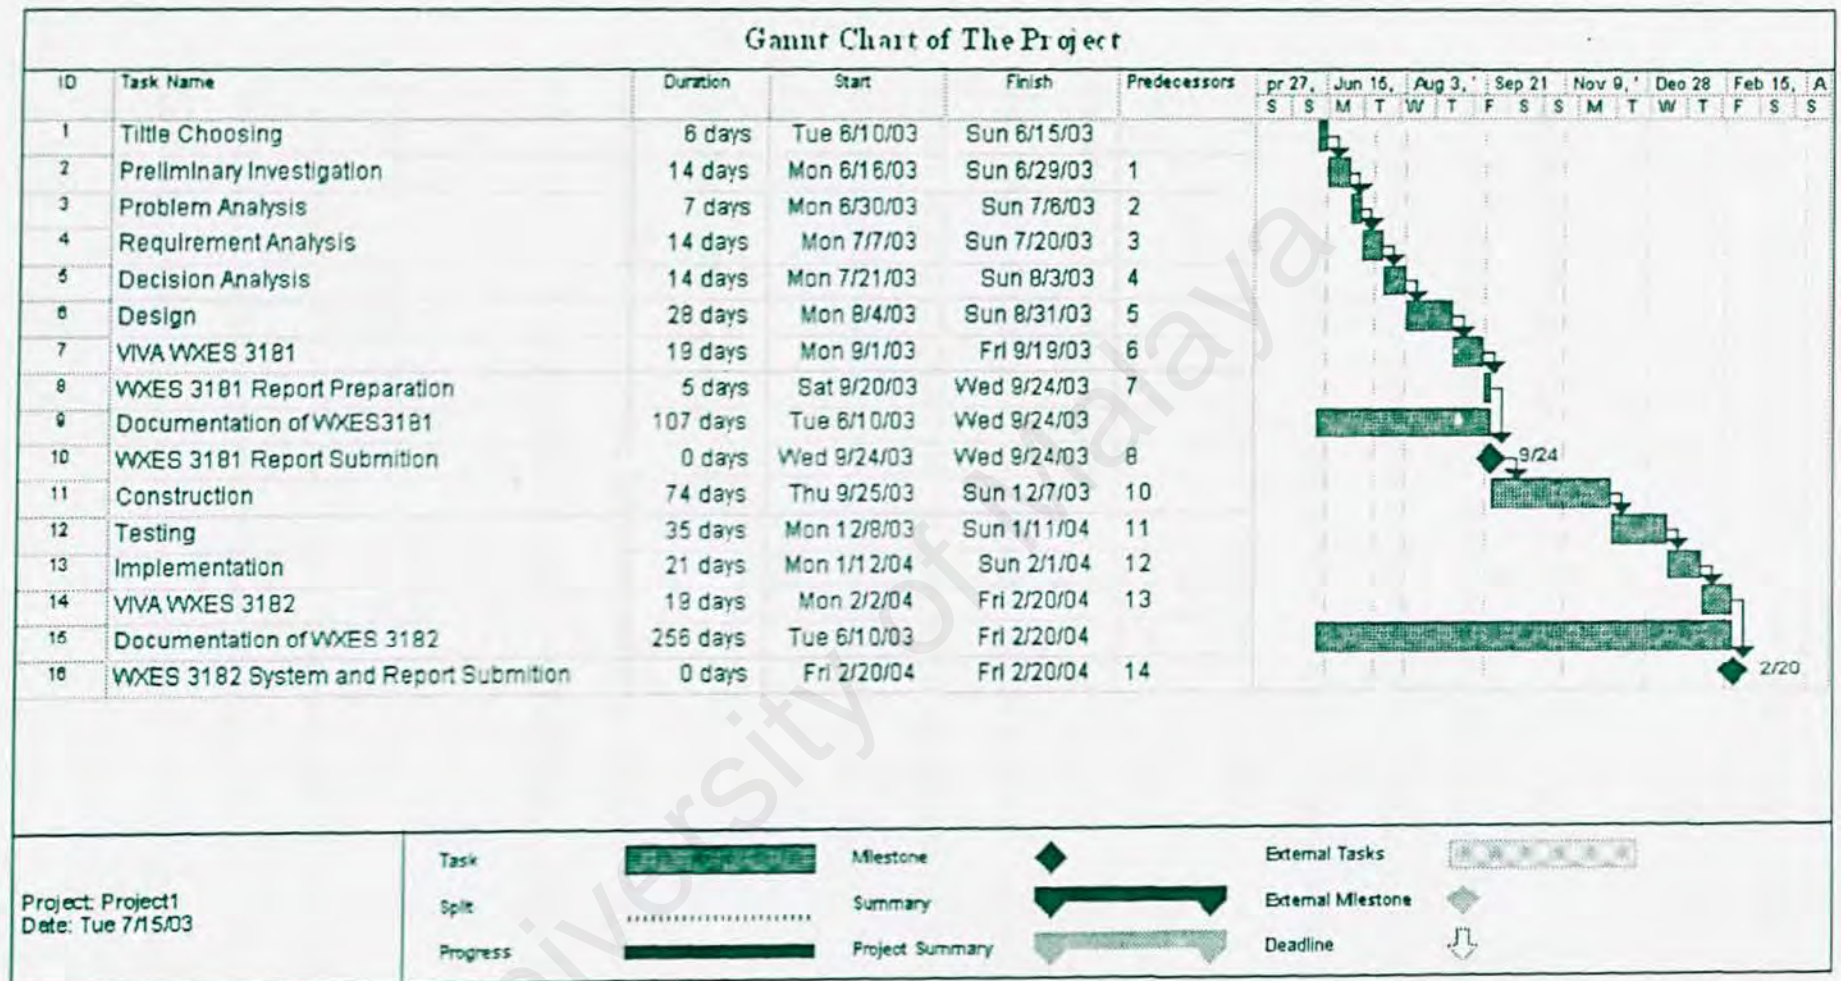 Gannt Chart of The Project
ID Task Name Duration Start Finish Predecessors pr 27, Jun 15, Aug 3, ' Sep 21 Nov 9, ' Dec 28 Feb 15, A
S S M T W T F S S M T W T F S S
1 Tiltle Choosing 6 days Tue 6/10/03 Sun 6/15/03
2 Preliminary Investigation 14 days Mon 6/16/03 Sun 6/29/03 1
3 Problem Analysis 7 days Mon 6/30/03 Sun 7/6/03 2
4 Requirement Analysis 14 days Mon 7/7/03 Sun 7/20/03 3
5 Decision Analysis 14 days Mon 7/21/03 Sun 8/3/03 4
6 Design 28 days Mon 8/4/03 Sun 8/31/03 5
7 VIVA WXES 3181 19 days Mon 9/1/03 Fri 9/19/03 6
8 WXES 3181 Report Preparation 5 days Sat 9/20/03 Wed 9/24/03 7
9 Documentation of WXES3181 107 days Tue 6/10/03 Wed 9/24/03
10 WXES 3181 Report Submition 0 days Wed 9/24/03 Wed 9/24/03 8 9/24
11 Construction 74 days Thu 9/25/03 Sun 12/7/03 10
12 Testing 35 days Mon 12/8/03 Sun 1/11/04 11
13 Implementation 21 days Mon 1/12/04 Sun 2/1/04 12
14 VIVA WXES 3182 19 days Mon 2/2/04 Fri 2/20/04 13
15 Documentation of WXES 3182 256 days Tue 6/10/03 Fri 2/20/04
16 WXES 3182 System and Report Submition 0 days Fri 2/20/04 Fri 2/20/04 14 2/20
Project: Project1
Date: Tue 7/15/03
Task Milestone External Tasks
Split Summary External Milestone
Progress Project Summary Deadline
University of Malaya